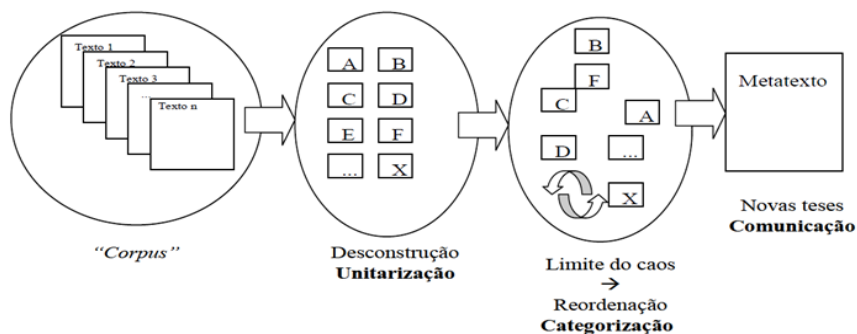 Texto 1
Texto 2
Texto 3
...
Texto n
“Corpus”
A B
C D
E F
... X
Desconstrução
Unitarização
B
F
C
A
D
...
X
Limite do caos
→
Reordenação
Categorização
Metatexto
Novas teses
Comunicação